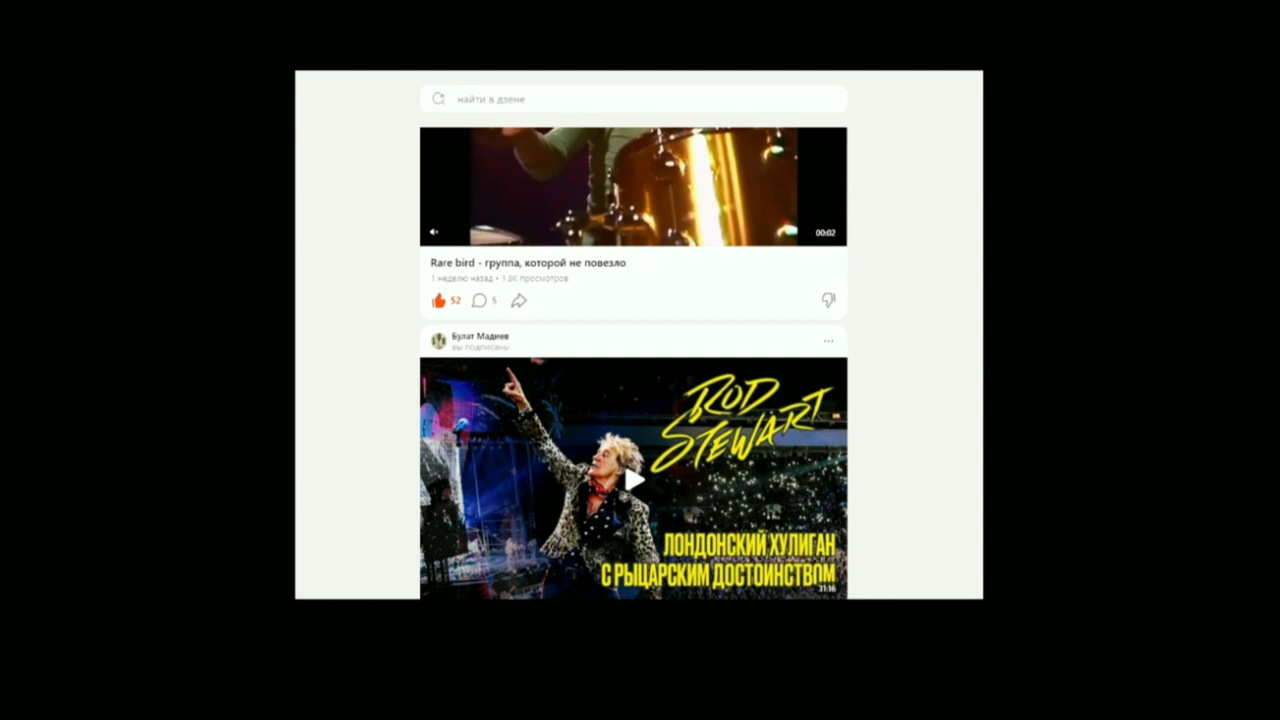 найти в дзене
00:02
Rare bird - группа, которой не повезло
1 неделю назад • 1.8K просмотров
52
5
Булат Мадиев
вы подписаны
ROD
STEWART
ЛОНДОНСКИЙ ХУЛИГАН
С РЫЦАРСКИМ ДОСТОИНСТВОМ
31:16